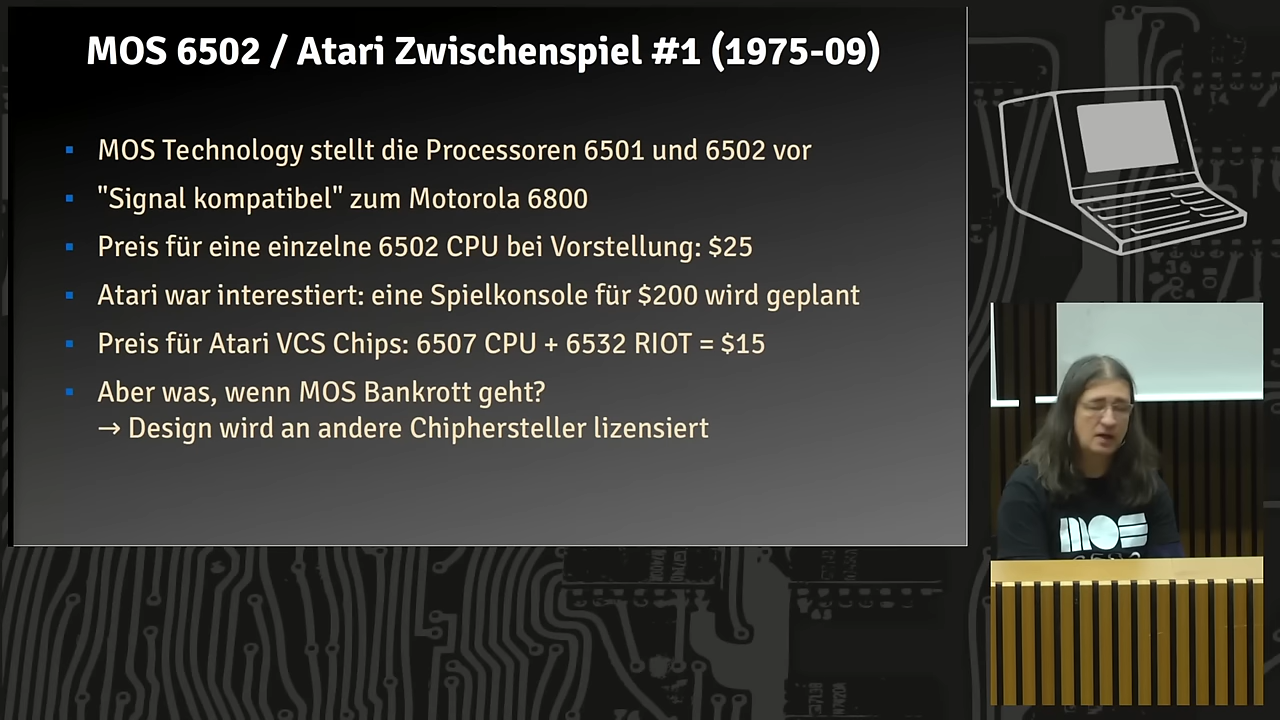 MOS 6502 / Atari Zwischenspiel #1 (1975-09)
MOS Technology stellt die Processoren 6501 und 6502 vor
"Signal kompatibel" zum Motorola 6800
Preis für eine einzelne 6502 CPU bei Vorstellung: $25
Atari war interestiert: eine Spielkonsole für $200 wird geplant
Preis für Atari VCS Chips: 6507 CPU + 6532 RIOT = $15
Aber was, wenn MOS Bankrott geht?
→ Design wird an andere Chiphersteller lizensiert
MOS